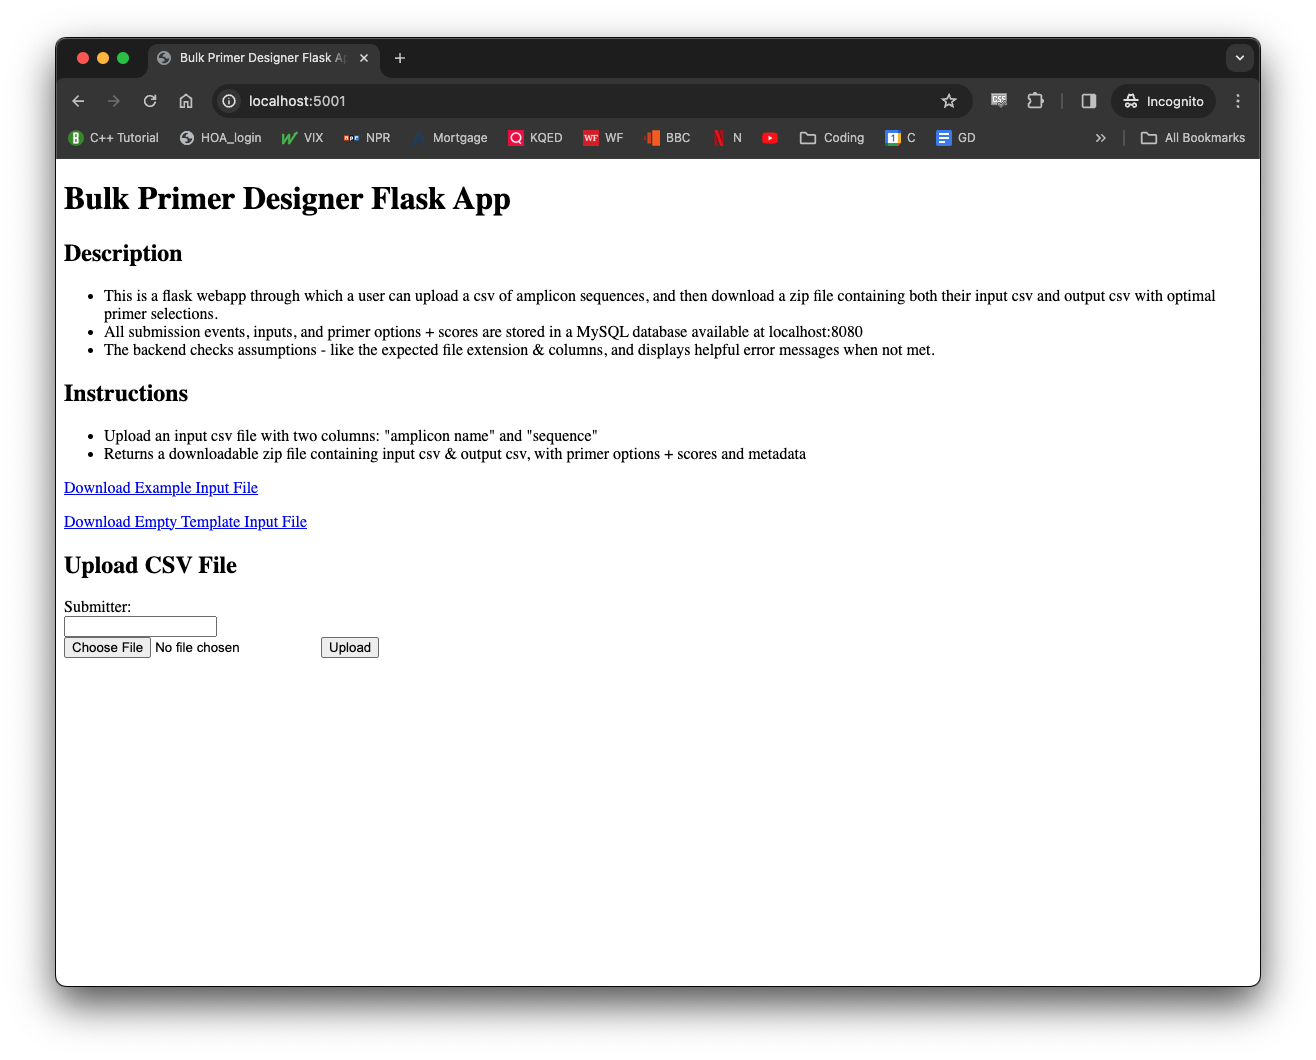 Bulk Primer Designer Flask A
localhost:5001
CSS
Incognito
B C++ Tutorial HOA_login VIX npr NPR Mortgage Q KQED WF WF BBC N N Coding 1 C GD » All Bookmarks
Bulk Primer Designer Flask App
Description
• This is a flask webapp through which a user can upload a csv of amplicon sequences, and then download a zip file containing both their input csv and output csv with optimal
primer selections.
• All submission events, inputs, and primer options + scores are stored in a MySQL database available at localhost:8080
• The backend checks assumptions - like the expected file extension & columns, and displays helpful error messages when not met.
Instructions
• Upload an input csv file with two columns: "amplicon name" and "sequence"
• Returns a downloadable zip file containing input csv & output csv, with primer options + scores and metadata
Download Example Input File
Download Empty Template Input File
Upload CSV File
Submitter:
Choose File No file chosen Upload